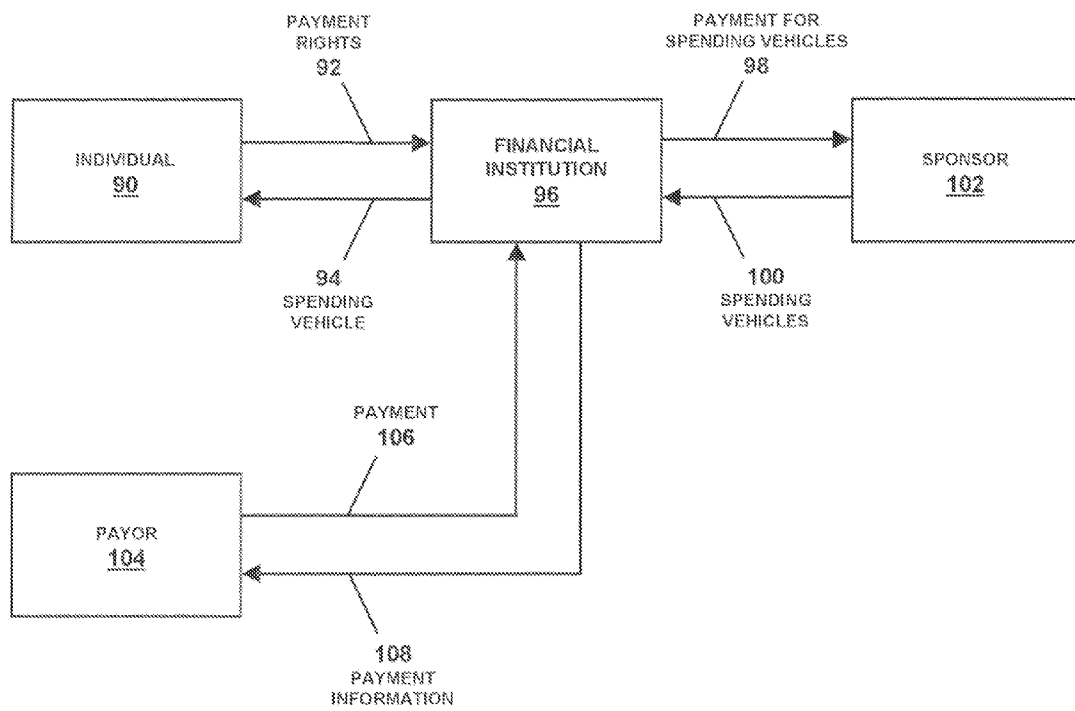 PAYMENT
RIGHTS
92
PAYMENT FOR
SPENDING VEHICLES
98
INDIVIDUAL
90
FINANCIAL
INSTITUTION
96
SPONSOR
102
94
SPENDING
VEHICLE
100
SPENDING
VEHICLES
PAYMENT
106
PAYOR
104
108
PAYMENT
INFORMATION